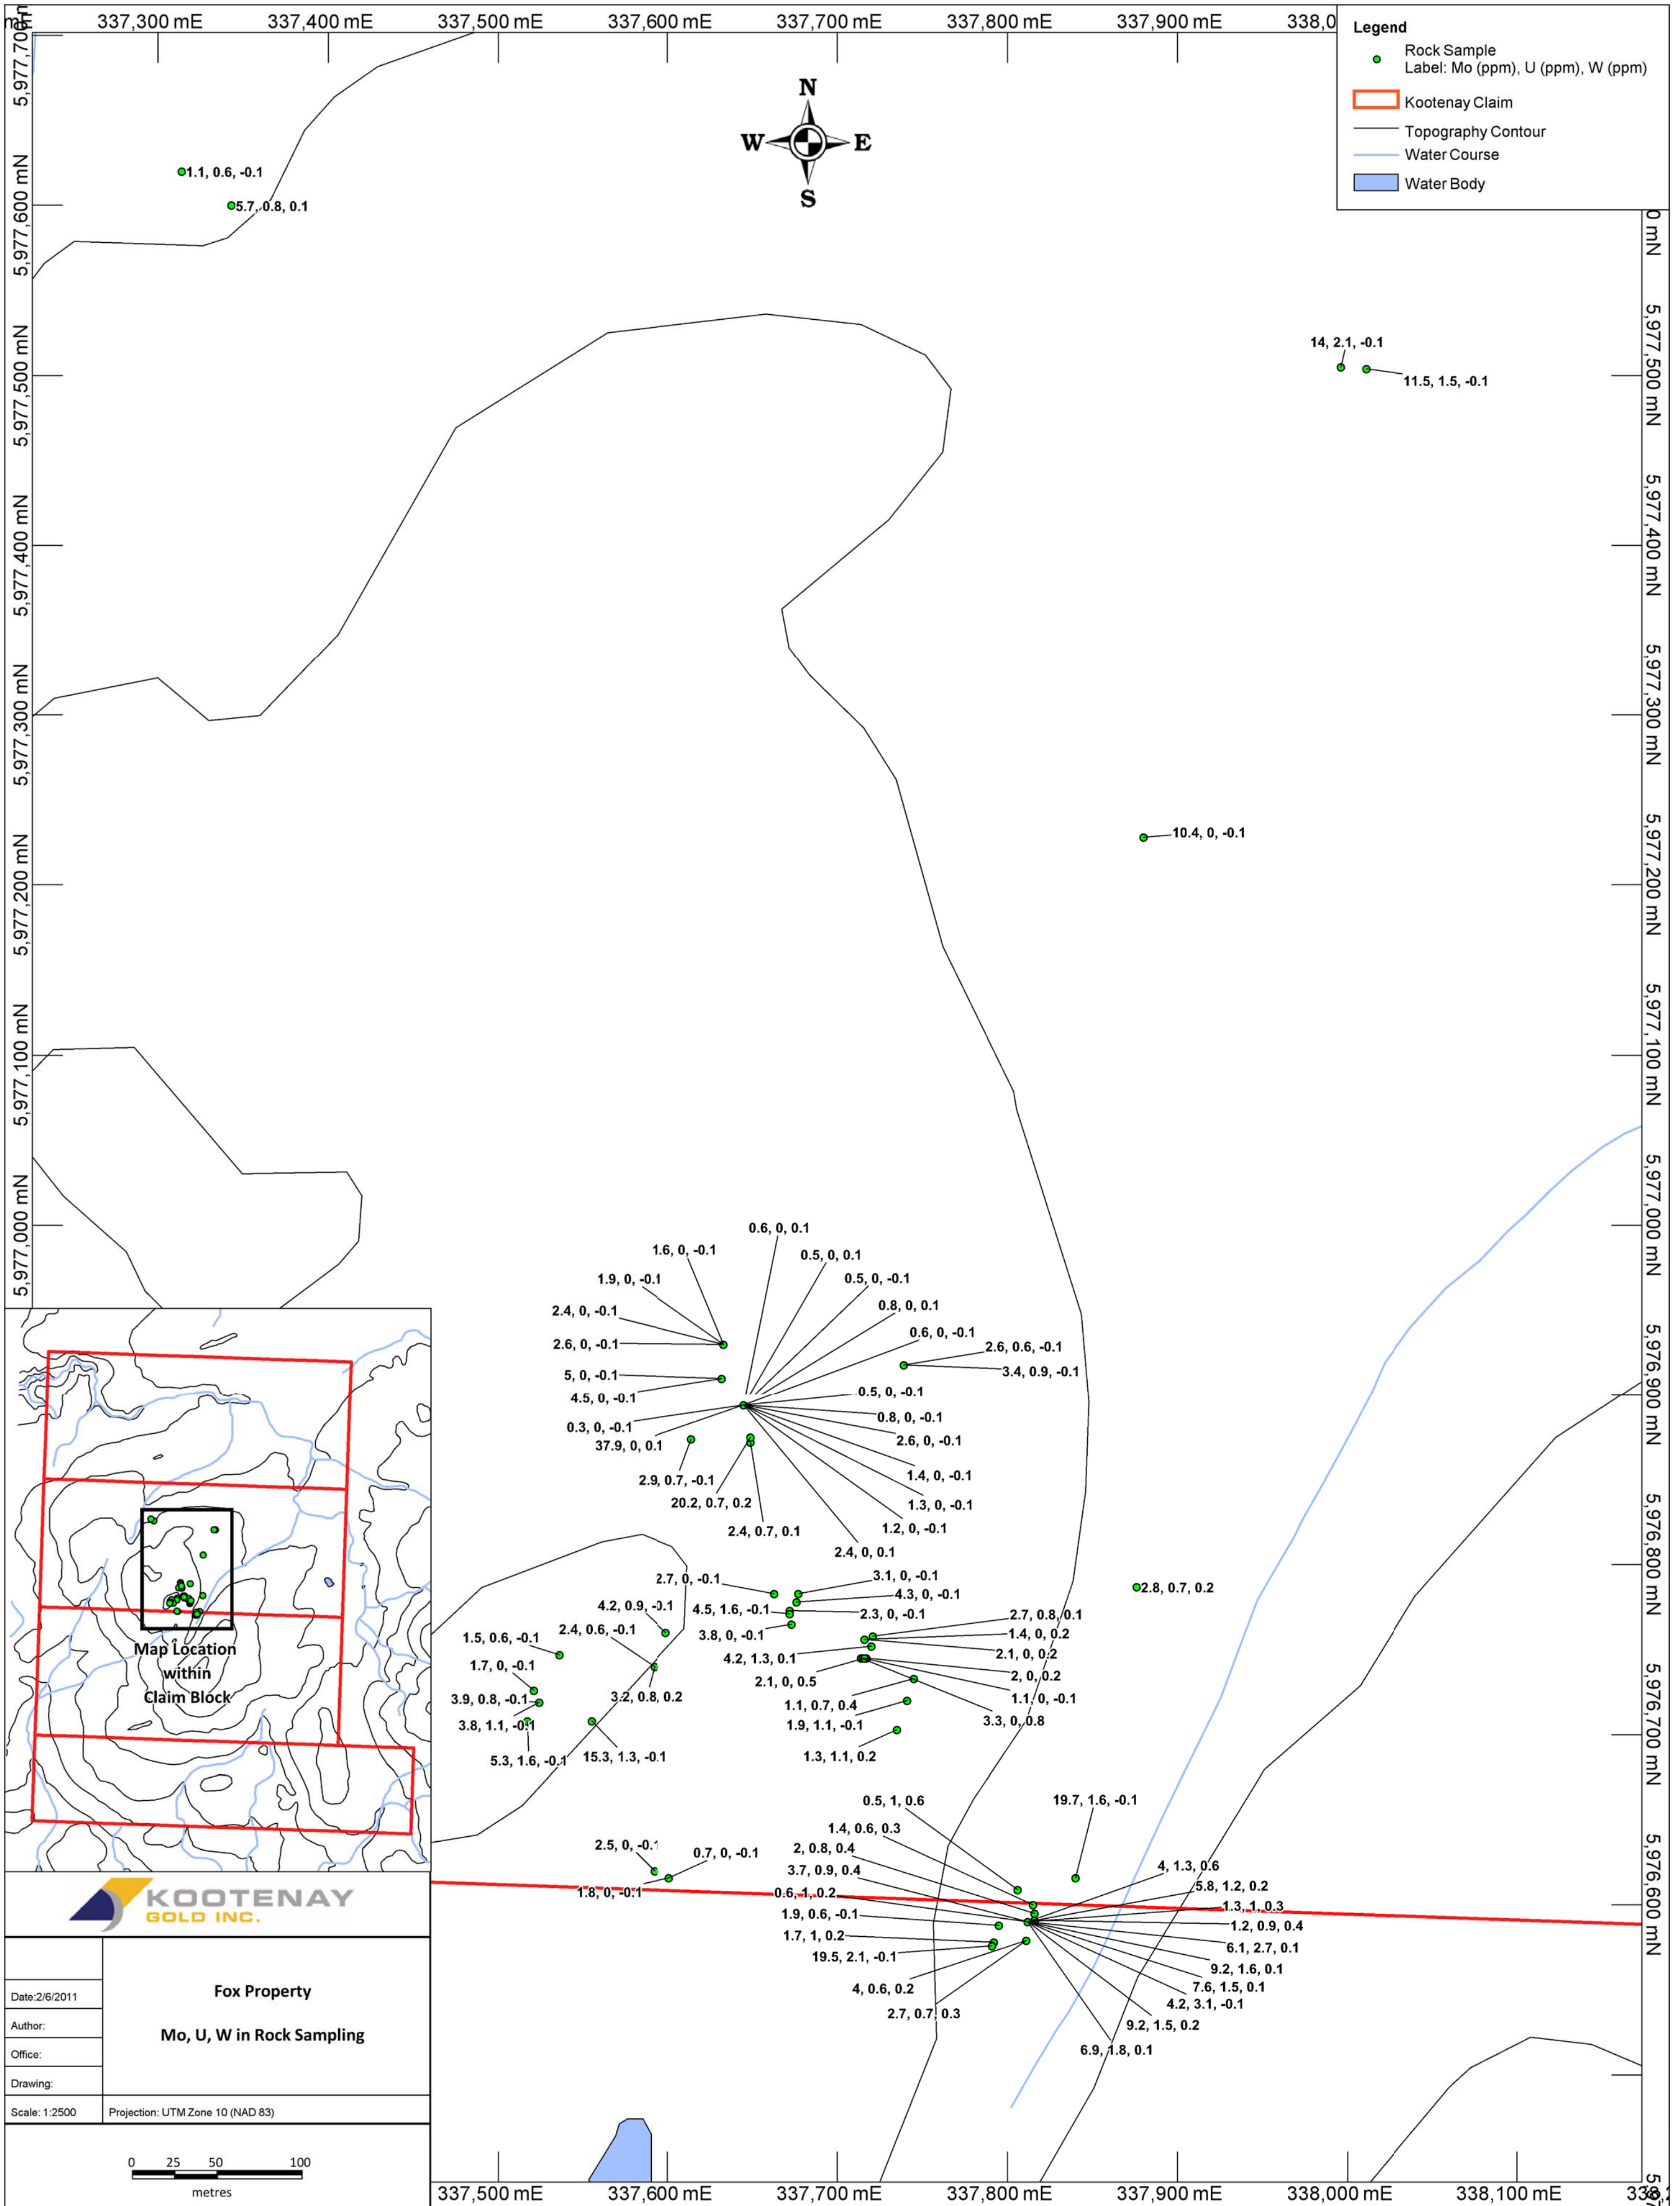 337,300 mE
337,400 mE
337,500 mE
337,600 mE
337,700 mE
337,800 mE
337,900 mE
338,0
Legend
Rock Sample
Label: Mo (ppm), U (ppm), W (ppm)
Kootenay Claim
Topography Contour
Water Course
Water Body
N
W
E
S
5,977,600 mN
5,977,500 mN
5,977,400 mN
5,977,300 mN
5,977,200 mN
5,977,100 mN
5,977,000 mN
1.1, 0.6, -0.1
5.7, 0.8, 0.1
14, 2.1, -0.1
11.5, 1.5, -0.1
10.4, 0, -0.1
0.6, 0, 0.1
1.6, 0, -0.1
0.5, 0, 0.1
1.9, 0, -0.1
0.5, 0, -0.1
2.4, 0, -0.1
0.8, 0, 0.1
0.6, 0, -0.1
2.6, 0, -0.1
2.6, 0.6, -0.1
3.4, 0.9, -0.1
5, 0, -0.1
4.5, 0, -0.1
0.5, 0, -0.1
0.8, 0, -0.1
0.3, 0, -0.1
2.6, 0, -0.1
37.9, 0, 0.1
1.4, 0, -0.1
2.9, 0.7, -0.1
20.2, 0.7, 0.2
1.3, 0, -0.1
2.4, 0.7, 0.1
1.2, 0, -0.1
2.4, 0, 0.1
2.7, 0, -0.1
3.1, 0, -0.1
4.3, 0, -0.1
2.8, 0.7, 0.2
4.2, 0.9, -0.1
4.5, 1.6, -0.1
2.3, 0, -0.1
2.7, 0.8, 0.1
2.4, 0.6, -0.1
3.8, 0, -0.1
1.4, 0, 0.2
1.5, 0.6, -0.1
2.1, 0, 0.2
4.2, 1.3, 0.1
1.7, 0, -0.1
2.1, 0, 0.5
2, 0, 0.2
3.9, 0.8, -0.1
3.2, 0.8, 0.2
1.1, 0, -0.1
1.1, 0.7, 0.4
3.8, 1.1, -0.1
1.9, 1.1, -0.1
3.3, 0, 0.8
5.3, 1.6, -0.1
15.3, 1.3, -0.1
1.3, 1.1, 0.2
0.5, 1, 0.6
19.7, 1.6, -0.1
1.4, 0.6, 0.3
2.5, 0, -0.1
0.7, 0, -0.1
2, 0.8, 0.4
3.7, 0.9, 0.4
4, 1.3, 0.6
5.8, 1.2, 0.2
1.8, 0, -0.1
0.6, 1, 0.2
1.3, 1, 0.3
1.9, 0.6, -0.1
1.2, 0.9, 0.4
1.7, 1, 0.2
6.1, 2.7, 0.1
19.5, 2.1, -0.1
9.2, 1.6, 0.1
4, 0.6, 0.2
7.6, 1.5, 0.1
2.7, 0.7, 0.3
4.2, 3.1, -0.1
9.2, 1.5, 0.2
6.9, 1.8, 0.1
5,977,500 mN
5,977,400 mN
5,977,300 mN
5,977,200 mN
5,977,100 mN
5,977,000 mN
5,976,900 mN
5,976,800 mN
5,976,700 mN
5,976,600 mN
Map Location
within
Claim Block
KOOTENAY
GOLD INC.
Fox Property
Mo, U, W in Rock Sampling
Date:2/6/2011
Author:
Office:
Drawing:
Scale: 1:2500
Projection: UTM Zone 10 (NAD 83)
0 25 50 100
metres
337,500 mE
337,600 mE
337,700 mE
337,800 mE
337,900 mE
338,000 mE
338,100 mE